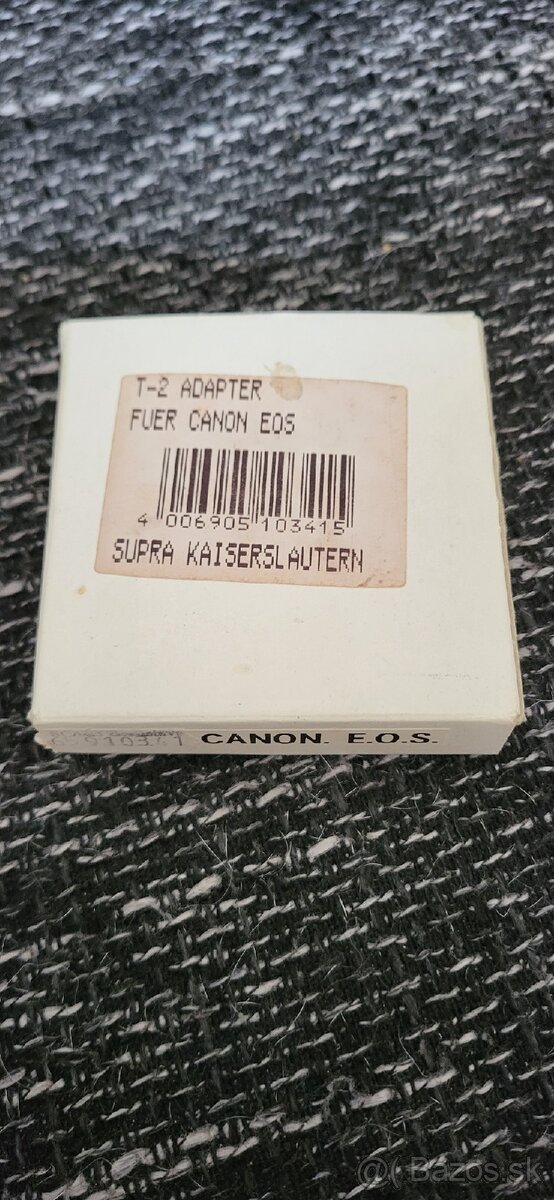 T-2 ADAPTER
FUER CANON EOS
4 006905 103415
SUPRA KAISERSLAUTERN
CANON. E.O.S.
Bazos.sk